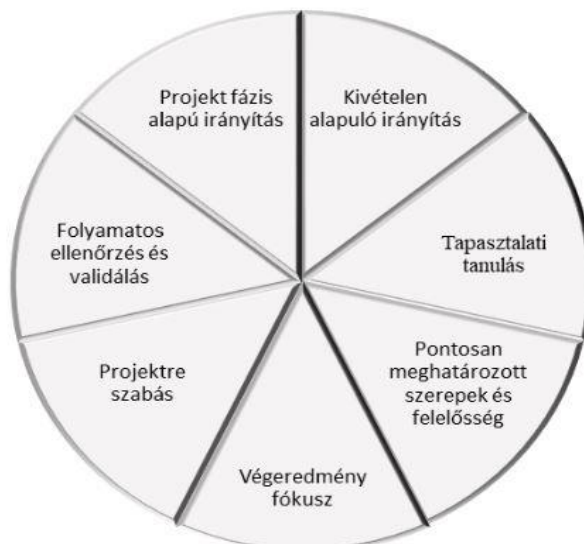 Projekt fázis
alapú irányítás
Kivételen
alapuló irányítás
Tapasztalati
tanulás
Pontosan
meghatározott
szerepek és
felelősség
Végeredmény
fókusz
Projektre
szabás
Folyamatos
ellenőrzés és
validálás